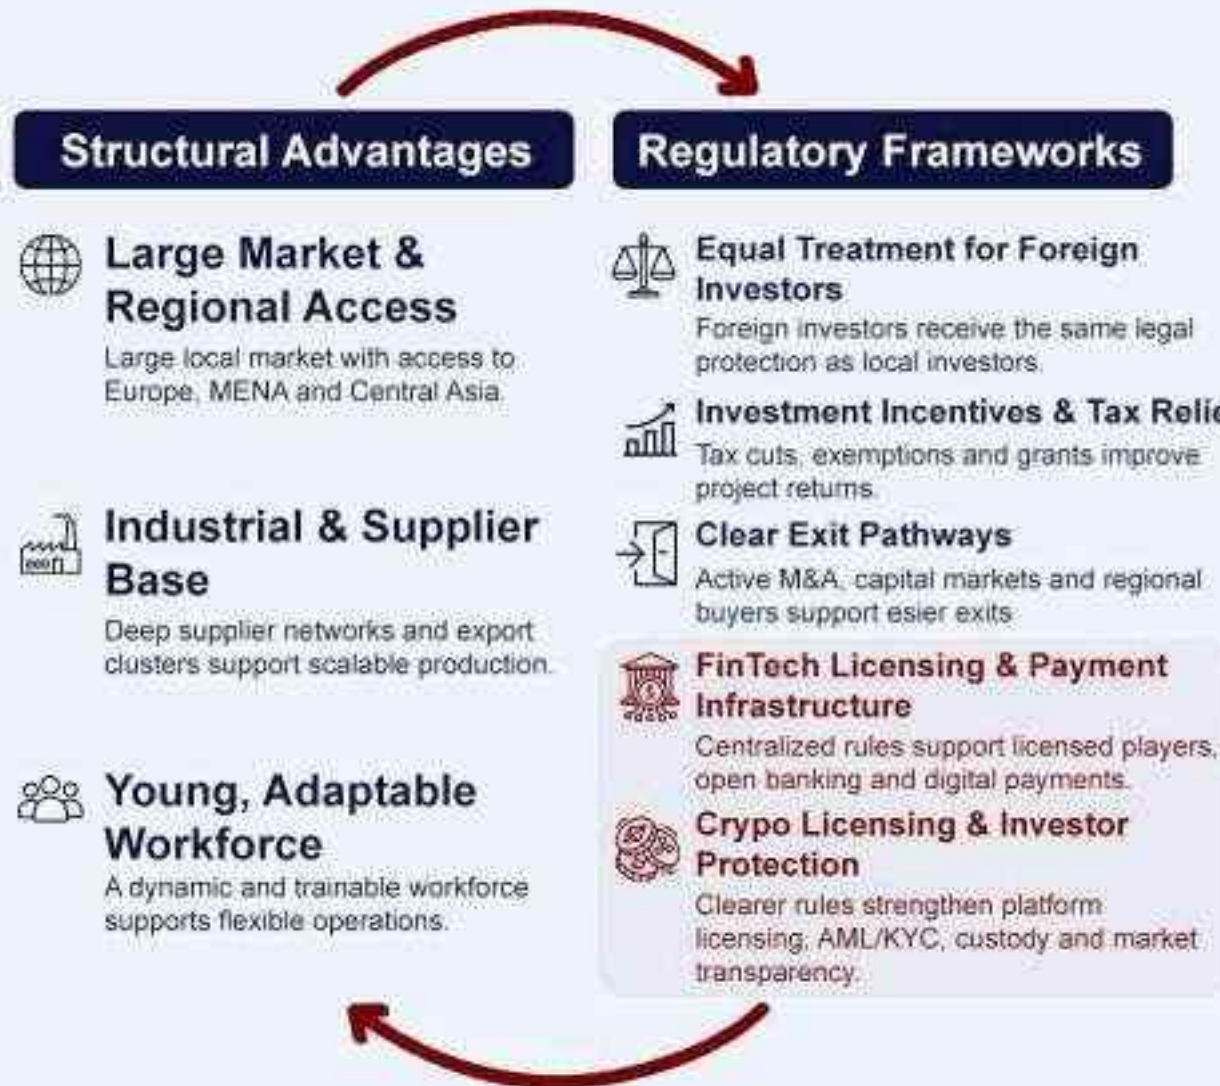 Structural Advantages
Large Market &
Regional Access
Large local market with access to
Europe, MENA and Central Asia.
Industrial & Supplier
Base
Deep supplier networks and export
clusters support scalable production.
Young, Adaptable
Workforce
A dynamic and trainable workforce
supports flexible operations.
Regulatory Frameworks
Equal Treatment for Foreign
Investors
Foreign investors receive the same legal
protection as local investors.
Investment Incentives & Tax Relie
Tax cuts, exemptions and grants improve
project returns.
Clear Exit Pathways
Active M&A, capital markets and regional
buyers support esier exits
FinTech Licensing & Payment
Infrastructure
Centralized rules support licensed players,
open banking and digital payments.
Crypo Licensing & Investor
Protection
Clearer rules strengthen platform
licensing, AML/KYC, custody and market
transparency.